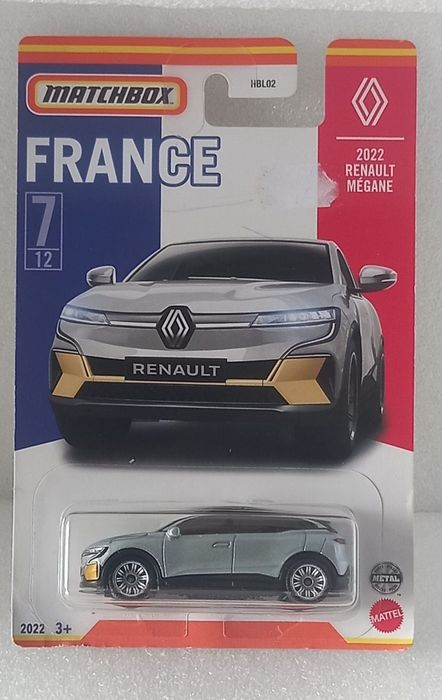 MATCHBOX
HBL02
FRANCE
7
12
2022
RENAULT
MÉGANE
RENAULT
METAL
MATTEL
2022 3+